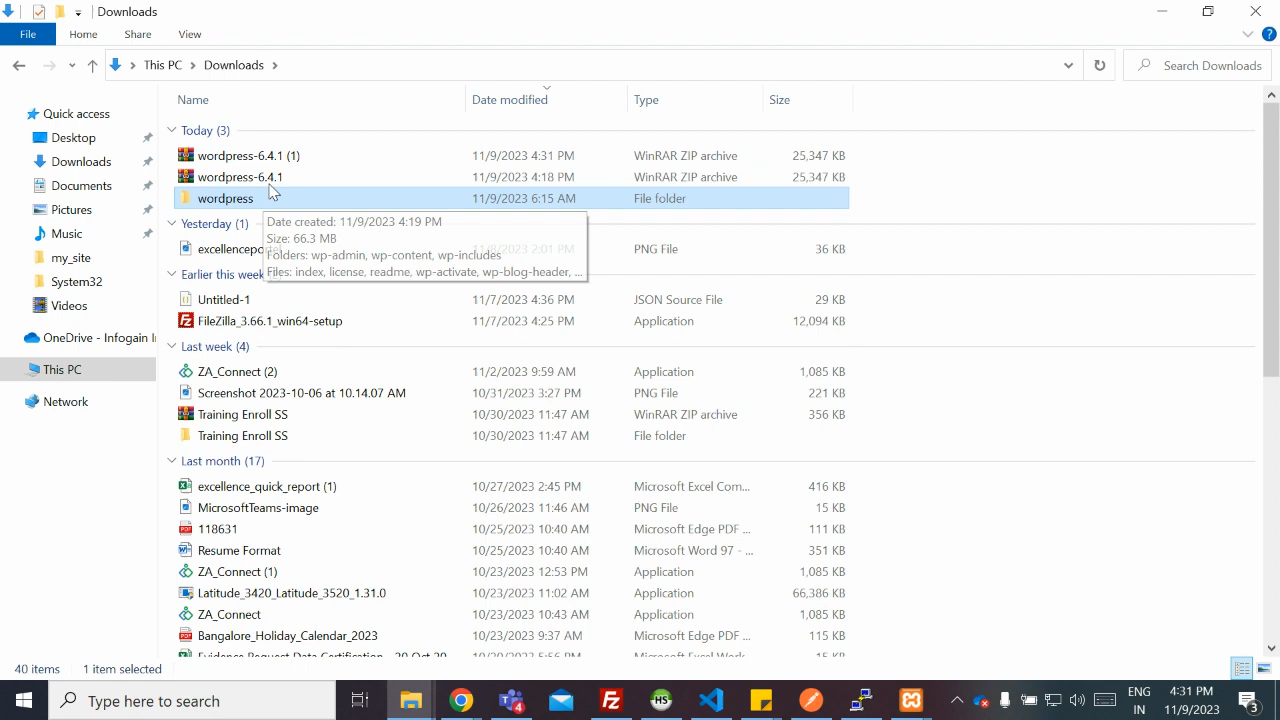 Downloads
File Home Share View
This PC Downloads Search Downloads
Name Date modified Type Size
Quick access
Desktop
Downloads
Documents
Pictures
Music
my_site
System32
Videos
OneDrive - Infogain I
This PC
Network
Today (3)
wordpress-6.4.1 (1) 11/9/2023 4:31 PM WinRAR ZIP archive 25,347 KB
wordpress-6.4.1 11/9/2023 4:18 PM WinRAR ZIP archive 25,347 KB
wordpress 11/9/2023 6:15 AM File folder
Date created: 11/9/2023 4:19 PM
Size: 66.3 MB
Folders: wp-admin, wp-content, wp-includes
Files: index, license, readme, wp-activate, wp-blog-header, ...
Yesterday (1)
excellencepor 11/8/2023 2:01 PM PNG File 36 KB
Earlier this week
Untitled-1 11/7/2023 4:36 PM JSON Source File 29 KB
FileZilla_3.66.1_win64-setup 11/7/2023 4:25 PM Application 12,094 KB
Last week (4)
ZA_Connect (2) 11/2/2023 9:59 AM Application 1,085 KB
Screenshot 2023-10-06 at 10.14.07 AM 10/31/2023 3:27 PM PNG File 221 KB
Training Enroll SS 10/30/2023 11:47 AM WinRAR ZIP archive 356 KB
Training Enroll SS 10/30/2023 11:47 AM File folder
Last month (17)
excellence_quick_report (1) 10/27/2023 2:45 PM Microsoft Excel Com... 416 KB
MicrosoftTeams-image 10/26/2023 11:46 AM PNG File 15 KB
118631 10/25/2023 10:40 AM Microsoft Edge PDF ... 111 KB
Resume Format 10/25/2023 10:40 AM Microsoft Word 97 - ... 351 KB
ZA_Connect (1) 10/23/2023 12:53 PM Application 1,085 KB
Latitude_3420_Latitude_3520_1.31.0 10/23/2023 11:02 AM Application 66,386 KB
ZA_Connect 10/23/2023 10:43 AM Application 1,085 KB
Bangalore_Holiday_Calendar_2023 10/23/2023 9:37 AM Microsoft Edge PDF ... 115 KB
40 items 1 item selected
Type here to search
ENG
IN
4:31 PM
11/9/2023
3